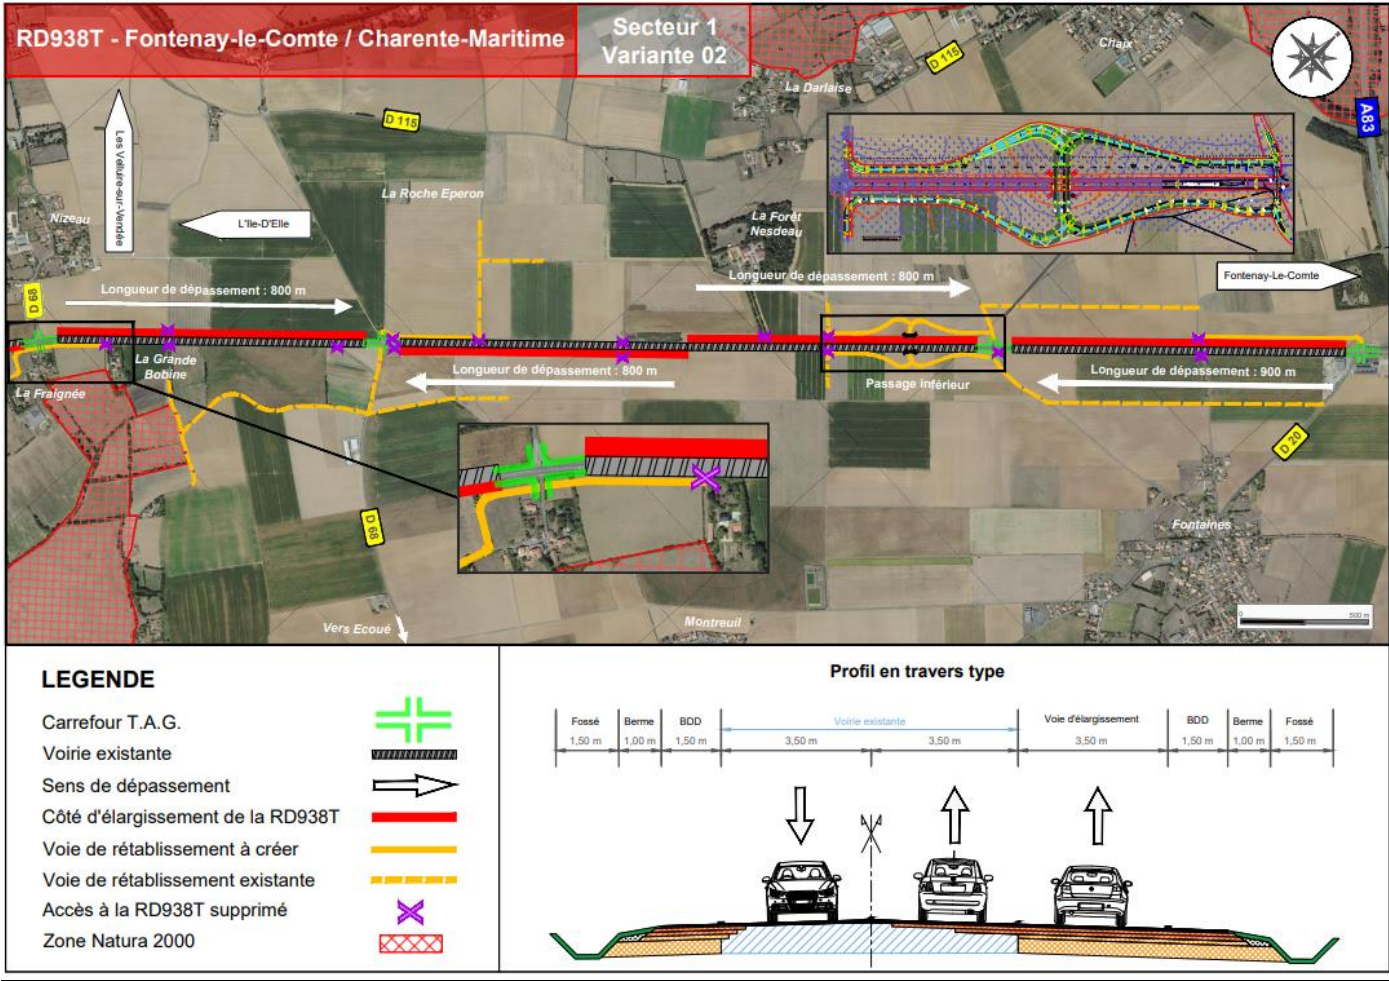 RD938T - Fontenay-le-Comte / Charente-Maritime
Secteur 1
Variante 02
D 115
Chaix
La Darlaise
A83
Les Velluire-sur-Vendée
D 115
La Roche Eperon
Nizeau
L'Ile-D'Elle
La Forêt
Nesdeau
Fontenay-Le-Comte
Longueur de dépassement : 800 m
Longueur de dépassement : 800 m
D 68
La Grande
Bobine
La Fraignée
Longueur de dépassement : 800 m
Passage inférieur
Longueur de dépassement : 900 m
D 20
D 68
Fontaines
Vers Ecoué
Montreuil
0
500 m
LEGENDE
Carrefour T.A.G.
Voirie existante
Sens de dépassement
Côté d'élargissement de la RD938T
Voie de rétablissement à créer
Voie de rétablissement existante
Accès à la RD938T supprimé
Zone Natura 2000
Profil en travers type
Fossé Berme BDD Voirie existante Voie d'élargissement BDD Berme Fossé
1,50 m 1,00 m 1,50 m 3,50 m 3,50 m 3,50 m 1,50 m 1,00 m 1,50 m